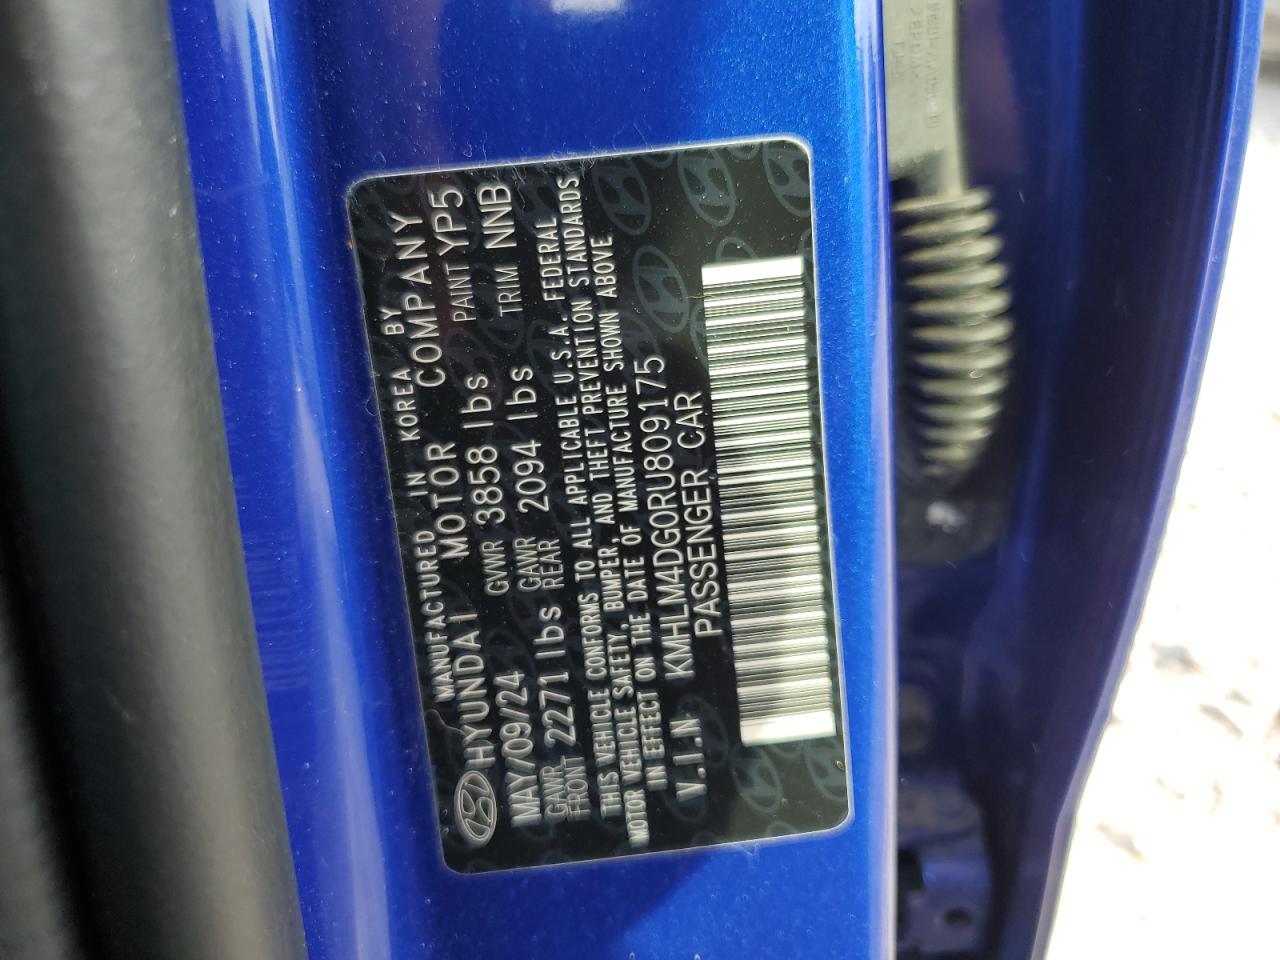 MANUFACTURED IN KOREA BY
HYUNDAI MOTOR COMPANY
MAY/09/24 GVWR 3858 lbs PAINT YP5
GAWR FRONT 2271 lbs GAWR REAR 2094 lbs TRIM NNB
THIS VEHICLE CONFORMS TO ALL APPLICABLE U.S.A. FEDERAL
MOTOR VEHICLE SAFETY, BUMPER, AND THEFT PREVENTION STANDARDS
IN EFFECT ON THE DATE OF MANUFACTURE SHOWN ABOVE
V.I.N KMHLM4DG0RU809175
PASSENGER CAR